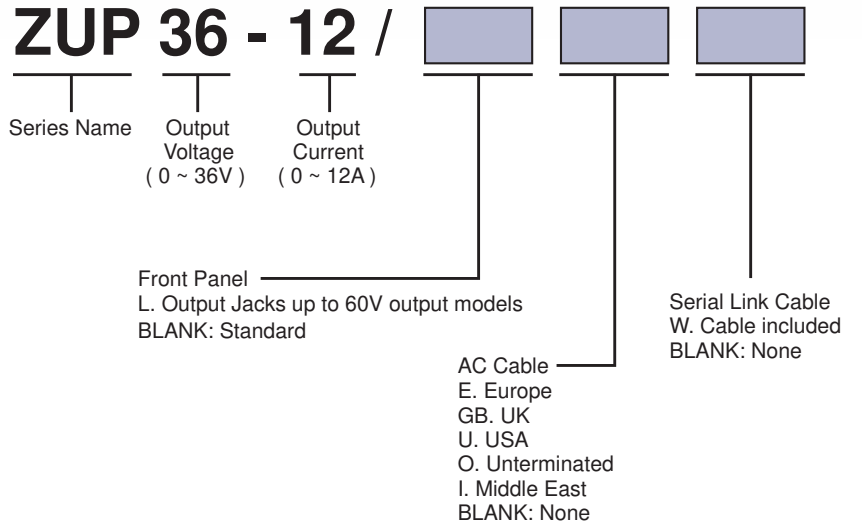 ZUP 36 - 12 /
Series Name
Output
Voltage
( 0 ~ 36V )
Output
Current
( 0 ~ 12A )
Front Panel
L. Output Jacks up to 60V output models
BLANK: Standard
AC Cable
E. Europe
GB. UK
U. USA
O. Unterminated
I. Middle East
BLANK: None
Serial Link Cable
W. Cable included
BLANK: None